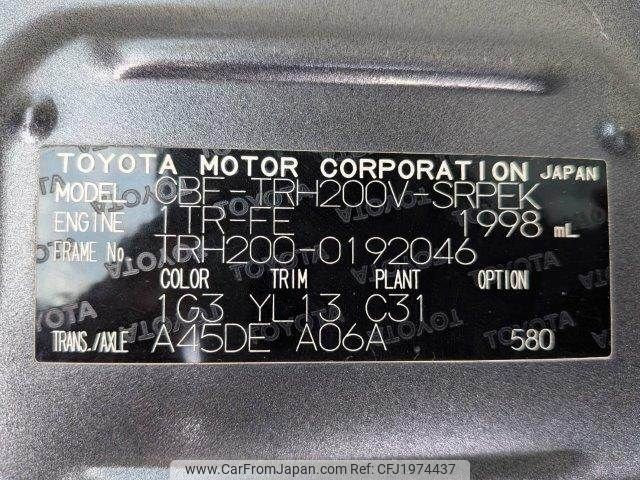 TOYOTA MOTOR CORPORATION JAPAN
MODEL CBF-TRH200V-SRPEK
ENGINE 1TR-FE 1998 mL
FRAME No. TRH200-0192046
COLOR TRIM PLANT OPTION
1G3 YL13 C31
TRANS./AXLE A45DE A06A 580
www.CarFromJapan.com Ref No: CFJ1974437